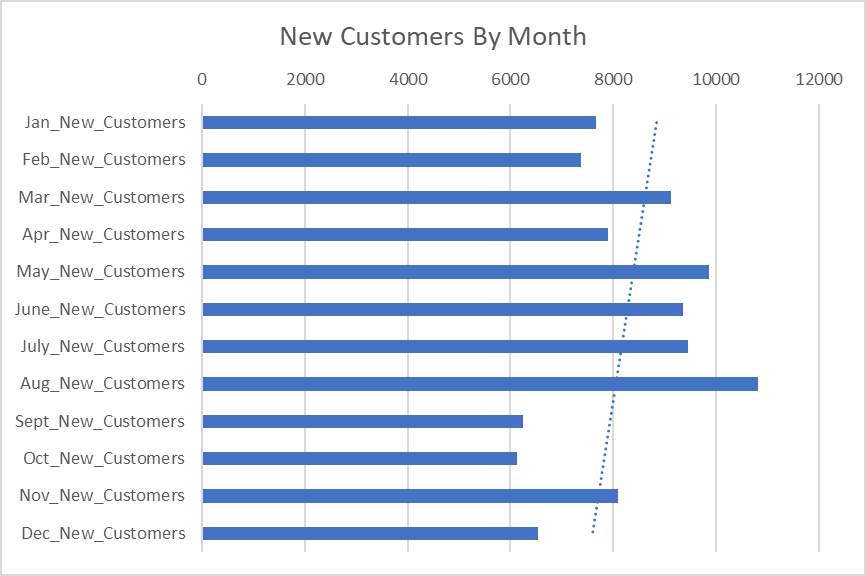 New Customers By Month
0 2000 4000 6000 8000 10000 12000
Jan_New_Customers
Feb_New_Customers
Mar_New_Customers
Apr_New_Customers
May_New_Customers
June_New_Customers
July_New_Customers
Aug_New_Customers
Sept_New_Customers
Oct_New_Customers
Nov_New_Customers
Dec_New_Customers